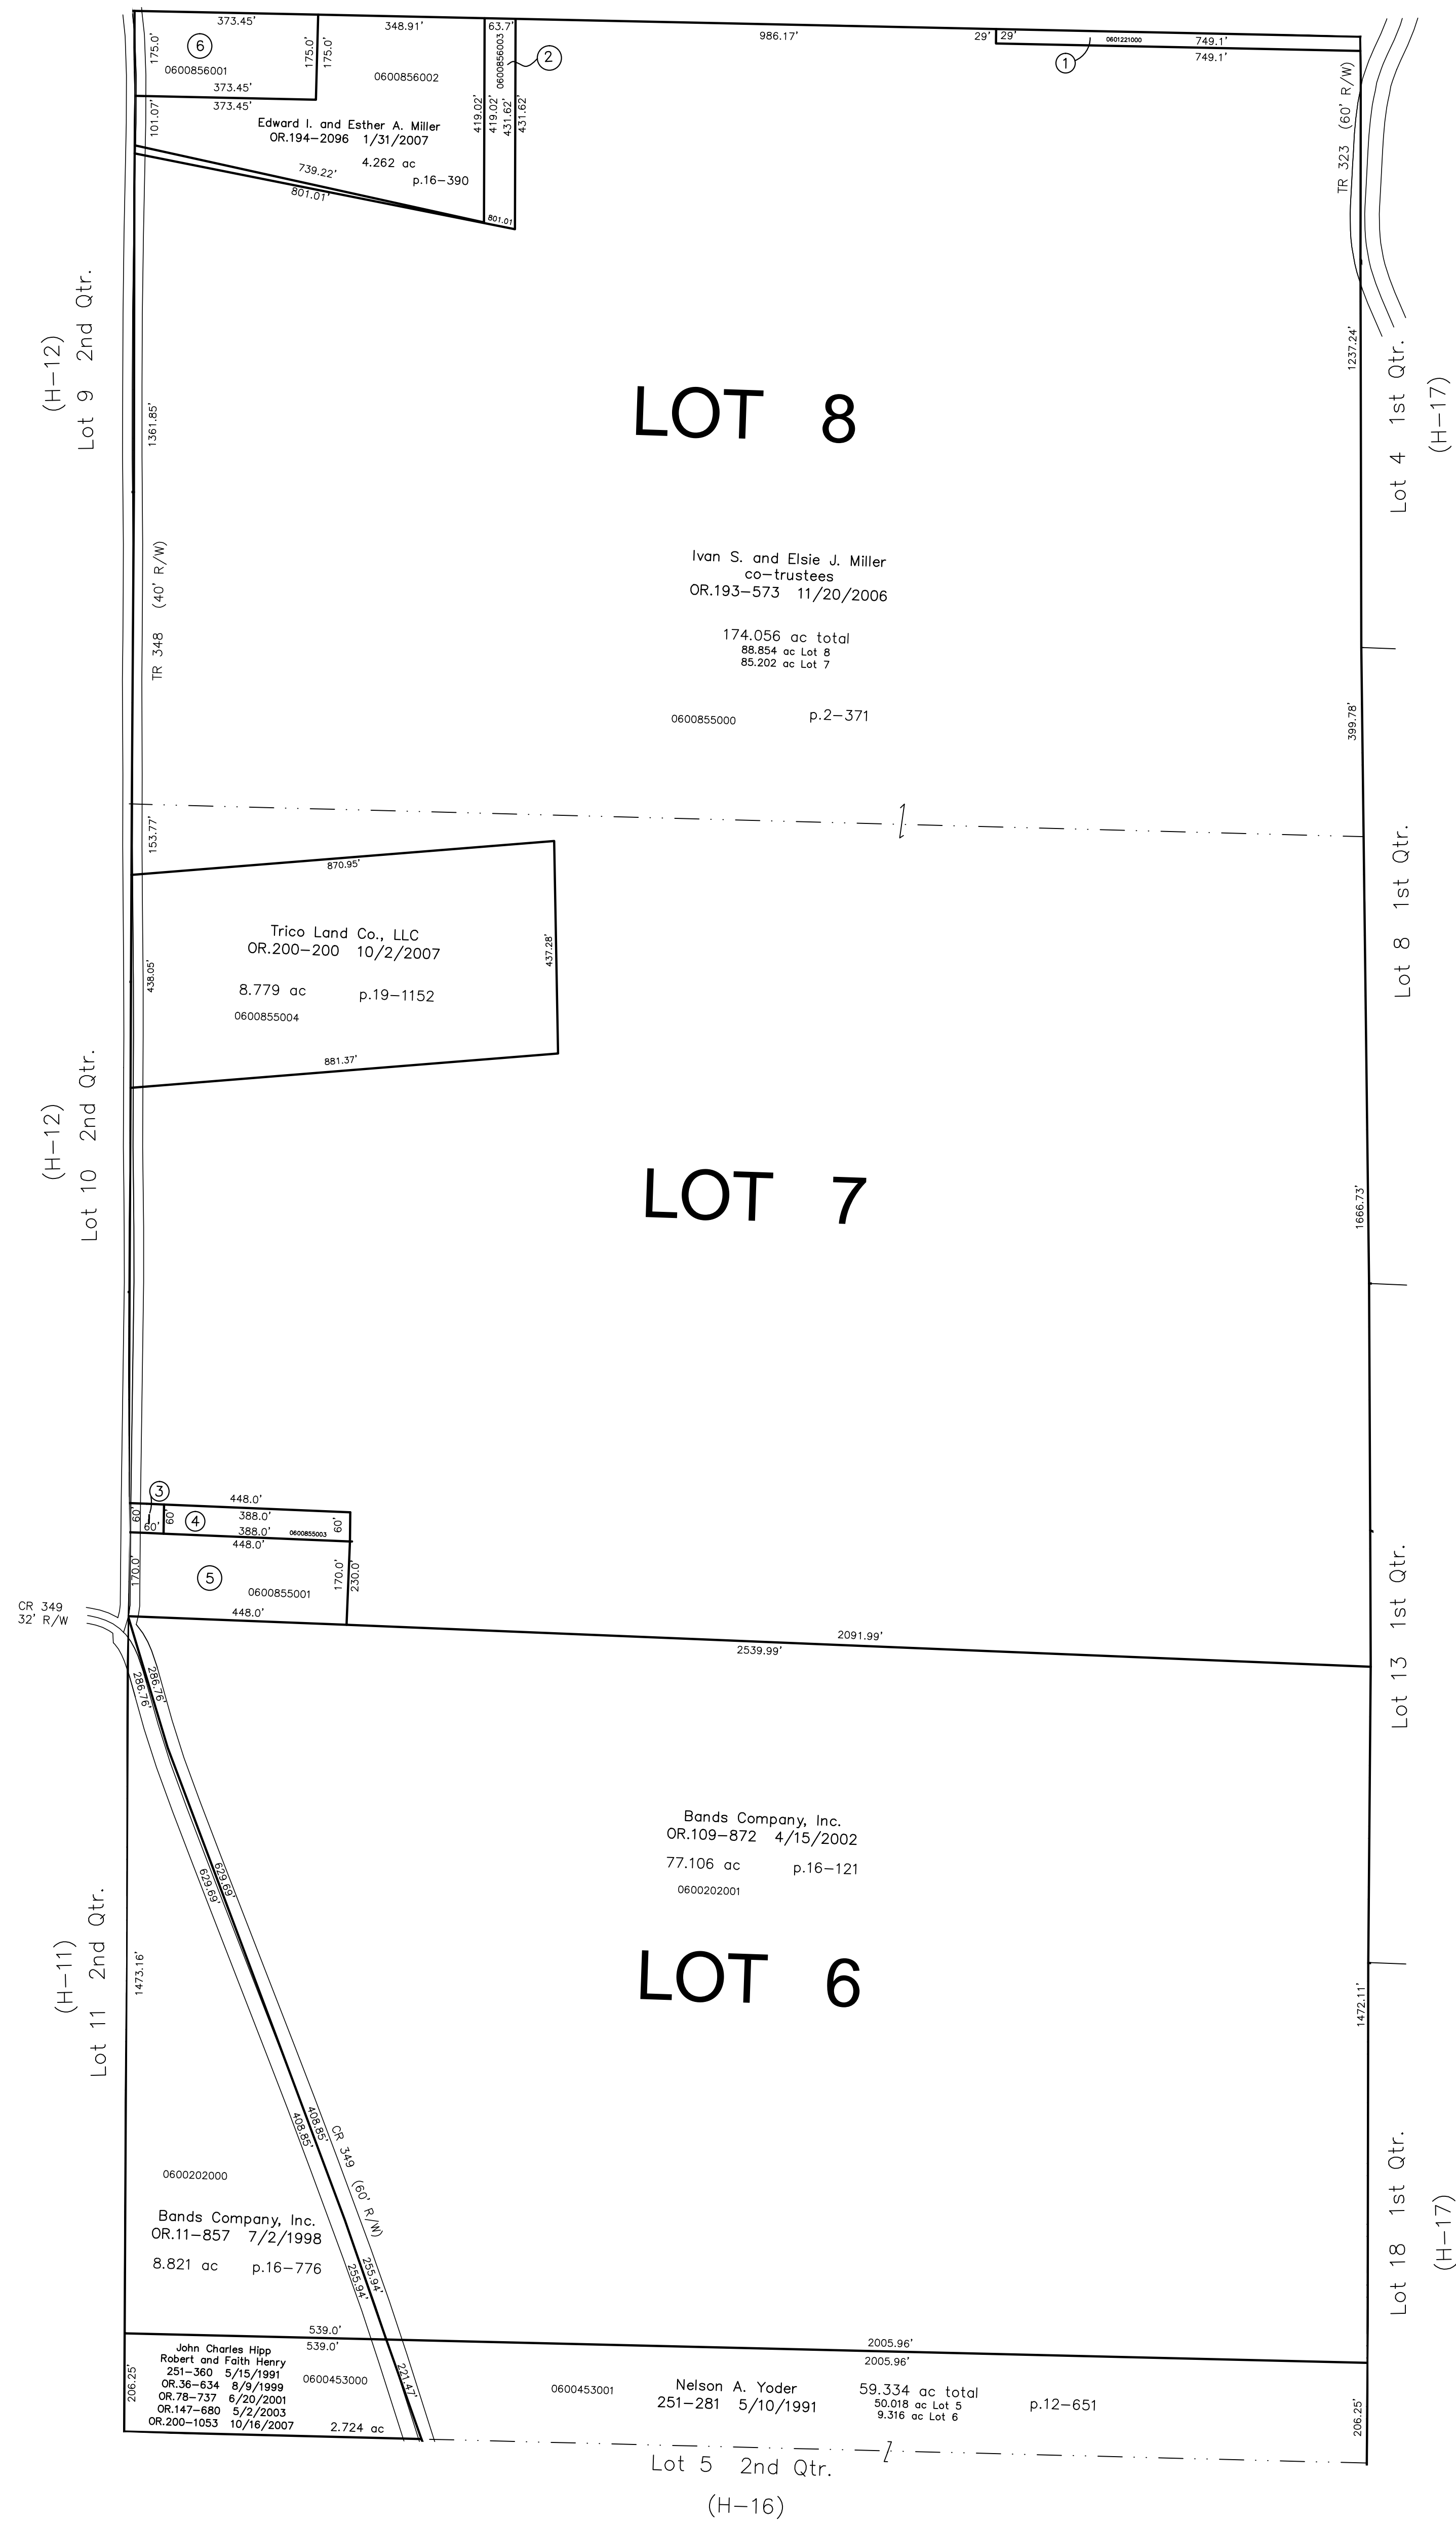 373.45'
348.91'
63.7'
986.17'
29'
29'
0601221000
749.1'
749.1'
1
6
2
175.0'
175.0'
175.0'
0600856001
0600856002
0600856003
373.45'
373.45'
101.07'
419.02'
419.02'
431.62'
431.62'
Edward I. and Esther A. Miller
OR.194-2096 1/31/2007
4.262 ac
p.16-390
739.22'
801.01'
801.01
TR 323 (60' R/W)
1237.24'
(H-12)
Lot 9 2nd Qtr.
1361.85'
LOT 8
Lot 4 1st Qtr.
(H-17)
TR 348 (40' R/W)
Ivan S. and Elsie J. Miller
co-trustees
OR.193-573 11/20/2006
174.056 ac total
88.854 ac Lot 8
85.202 ac Lot 7
0600855000
p.2-371
399.78'
153.77'
870.95'
Trico Land Co., LLC
OR.200-200 10/2/2007
8.779 ac
p.19-1152
0600855004
438.05'
437.28'
881.37'
Lot 8 1st Qtr.
(H-12)
Lot 10 2nd Qtr.
LOT 7
1666.73'
3
448.0'
60'
60'
60'
4
388.0'
60'
388.0'
0600855003
448.0'
170.0'
5
170.0'
230.0'
0600855001
448.0'
CR 349
32' R/W
2091.99'
2539.99'
Lot 13 1st Qtr.
286.76'
286.76'
Bands Company, Inc.
OR.109-872 4/15/2002
77.106 ac
p.16-121
0600202001
629.69'
629.69'
LOT 6
(H-11)
Lot 11 2nd Qtr.
1473.16'
1472.11'
408.85'
408.85'
CR 349 (60' R/W)
0600202000
Bands Company, Inc.
OR.11-857 7/2/1998
8.821 ac
p.16-776
255.94'
255.94'
Lot 18 1st Qtr.
(H-17)
539.0'
539.0'
2005.96'
2005.96'
206.25'
John Charles Hipp
Robert and Faith Henry
251-360 5/15/1991
OR.36-634 8/9/1999
OR.78-737 6/20/2001
OR.147-680 5/2/2003
OR.200-1053 10/16/2007
0600453000
2.724 ac
221.47'
0600453001
Nelson A. Yoder
251-281 5/10/1991
59.334 ac total
50.018 ac Lot 5
9.316 ac Lot 6
p.12-651
206.25'
Lot 5 2nd Qtr.
(H-16)